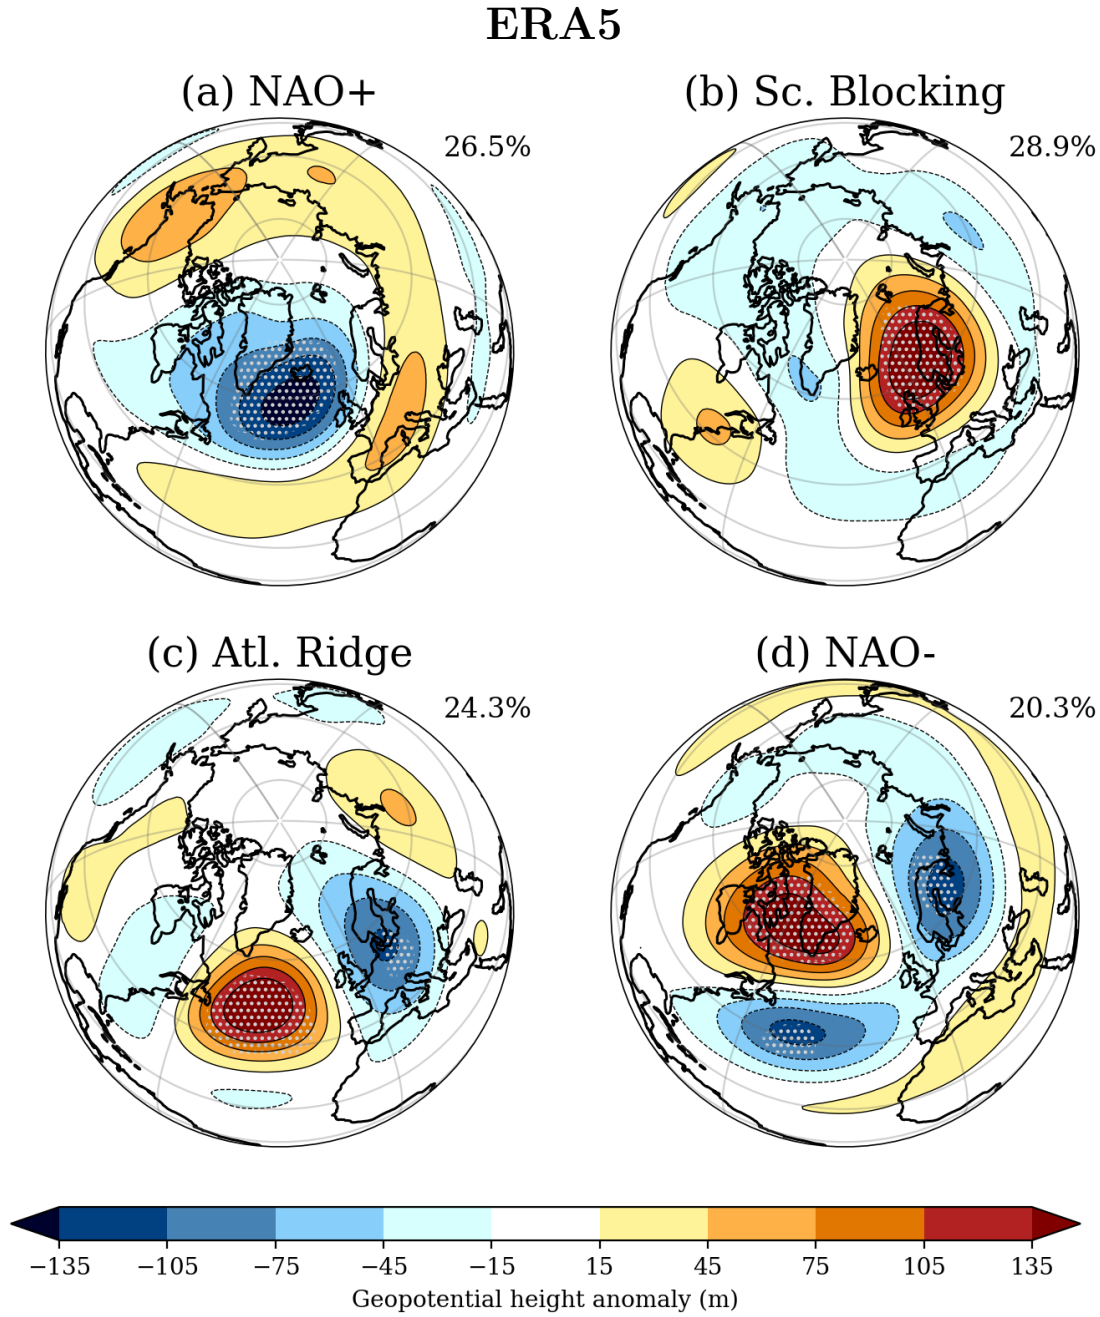 ERA5
(a) NAO+
26.5%
(b) Sc. Blocking
28.9%
(c) Atl. Ridge
24.3%
(d) NAO-
20.3%
−135 −105 −75 −45 −15 15 45 75 105 135
Geopotential height anomaly (m)